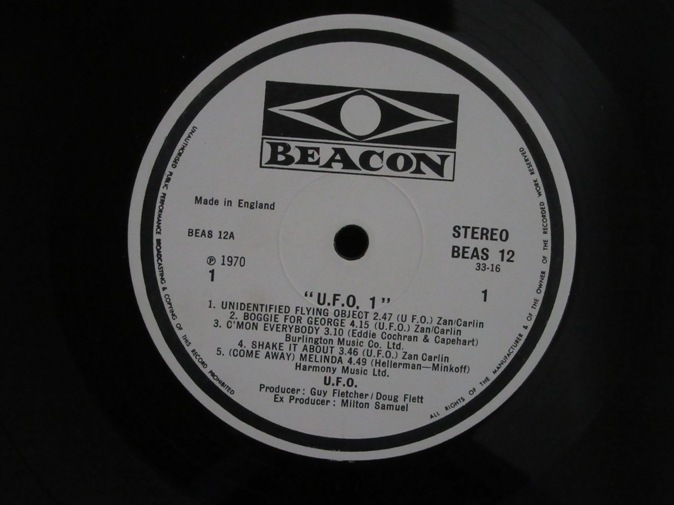 BEACON
Made in England
STEREO
BEAS 12A
BEAS 12
33-16
℗ 1970
1
1
"U.F.O. 1"
1. UNIDENTIFIED FLYING OBJECT 2.47 (U F.O.) Zan/Carlin
2. BOGGIE FOR GEORGE 4.15 (U.F.O.) Zan/Carlin
3. C'MON EVERYBODY 3.10 (Eddie Cochran & Capehart)
Burlington Music Co. Ltd.
4. SHAKE IT ABOUT 3.46 (U.F.O.) Zan Carlin
5. (COME AWAY) MELINDA 4.49 (Hellerman—Minkoff)
Harmony Music Ltd.
U.F.O.
Producer: Guy Fletcher/Doug Flett
Ex Producer: Milton Samuel
UNAUTHORISED PUBLIC PERFORMANCE BROADCASTING & COPYING OF THIS RECORD PROHIBITED
ALL RIGHTS OF THE MANUFACTURER & OF THE OWNER OF THE RECORDED WORK RESERVED